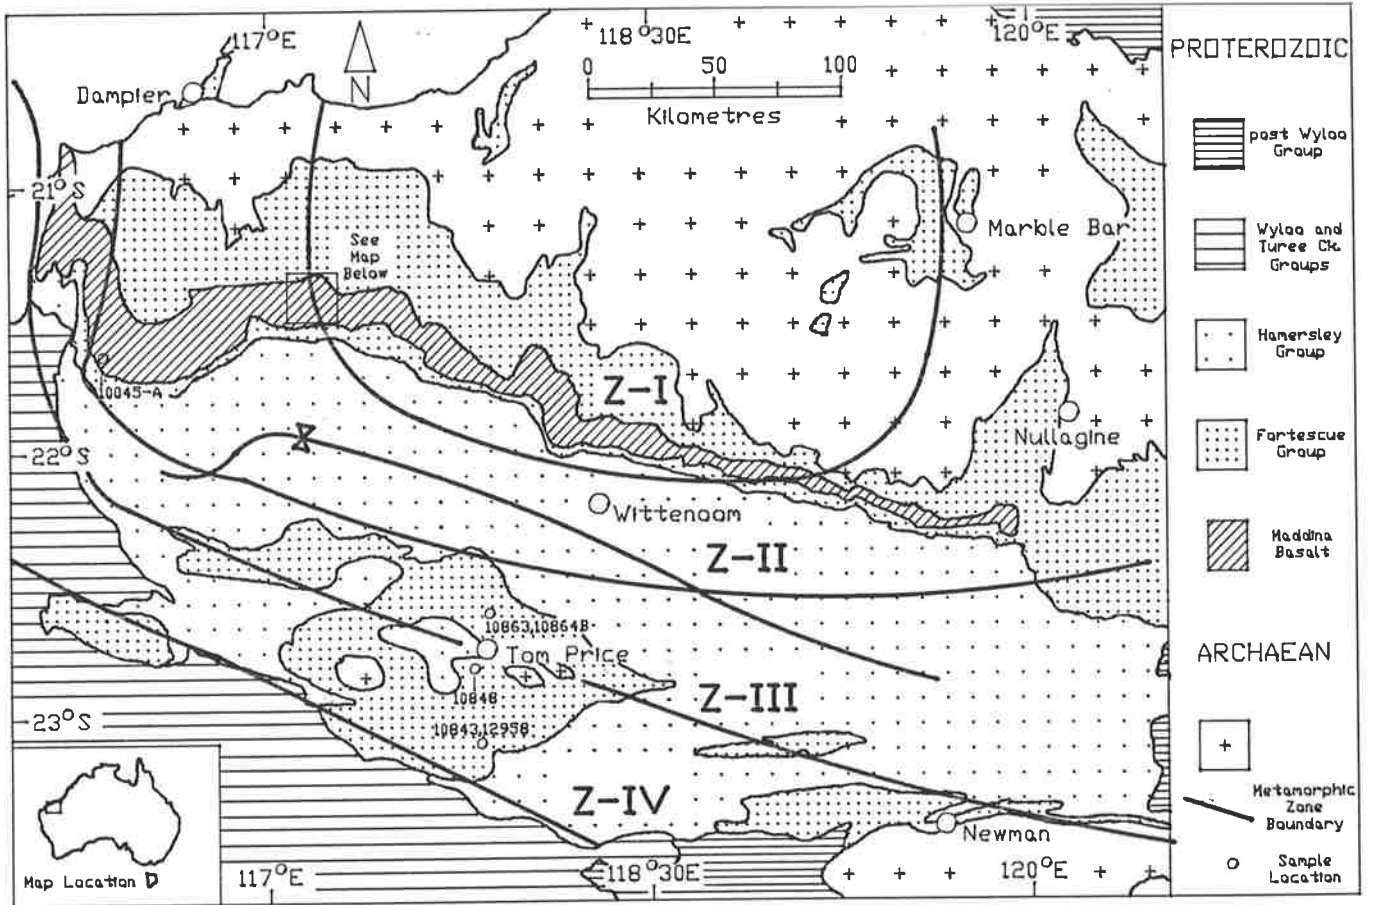 117°E
118°30E
120°E
N
0
50
100
Kilometres
Dampier
21°S
See
Map
Below
Marble Bar
10045-A
Z-I
Nullagine
22°S
Wittenoom
Z-II
10863,10864B
Tom Price
10848
Z-III
23°S
10843,12958
Z-IV
Newman
Map Location
117°E
118°30E
120°E
PROTEROZOIC
post Wyloo
Group
Wyloo and
Turee Ck.
Groups
Hamersley
Group
Fortescue
Group
Maddina
Basalt
ARCHAEAN
Metamorphic
Zone
Boundary
Sample
Location